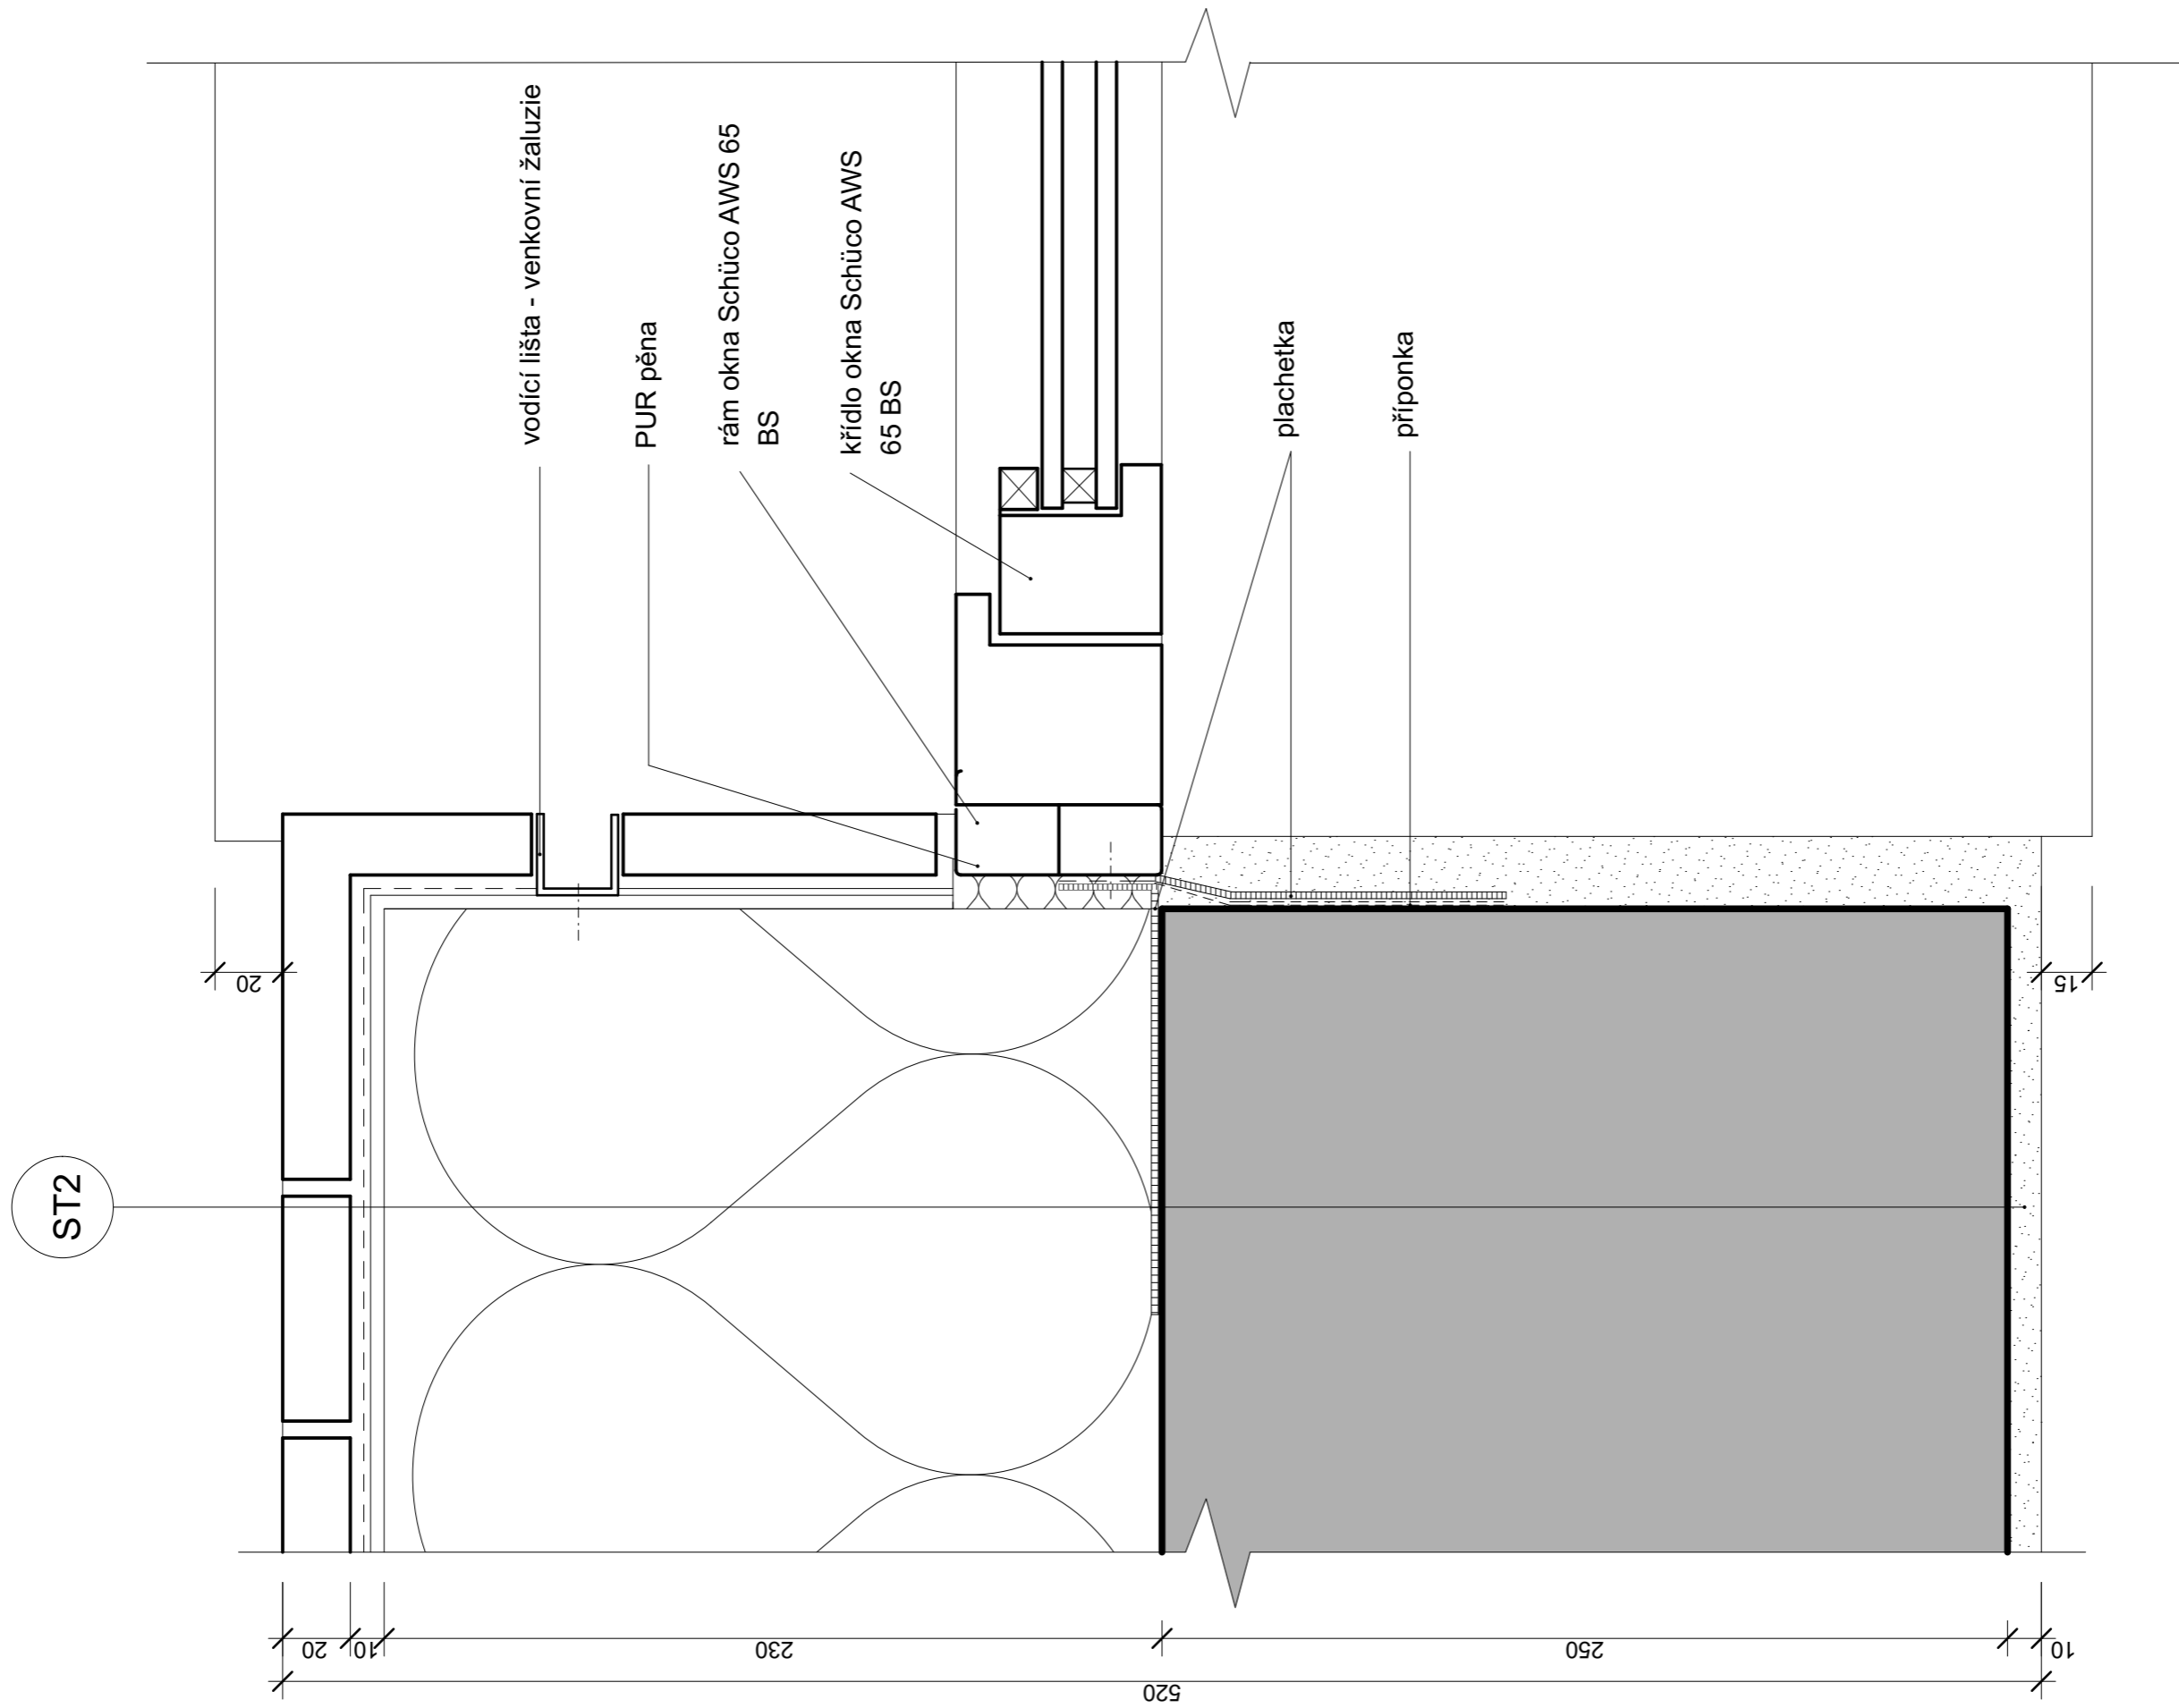 vodící lišta - venkovní žaluzie
PUR pěna
rám okna Schüco AWS 65
BS
křídlo okna Schüco AWS
65 BS
plachetka
příponka
ST2
20
15
20
10
230
250
10
520